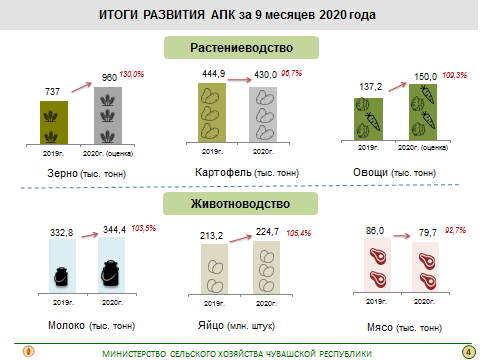 ИТОГИ РАЗВИТИЯ АПК за 9 месяцев 2020 года
Растениеводство
737 960 130,0%
2019г. 2020г. (оценка)
Зерно (тыс. тонн)
444,9 430,0 96,7%
2019г. 2020г.
Картофель (тыс. тонн)
137,2 150,0 109,3%
2019г. 2020г. (оценка)
Овощи (тыс. тонн)
Животноводство
332,8 344,4 103,5%
2019г. 2020г.
Молоко (тыс. тонн)
213,2 224,7 105,4%
2019г. 2020г.
Яйцо (млн. штук)
86,0 79,7 92,7%
2019г. 2020г.
Мясо (тыс. тонн)
МИНИСТЕРСТВО СЕЛЬСКОГО ХОЗЯЙСТВА ЧУВАШСКОЙ РЕСПУБЛИКИ
4